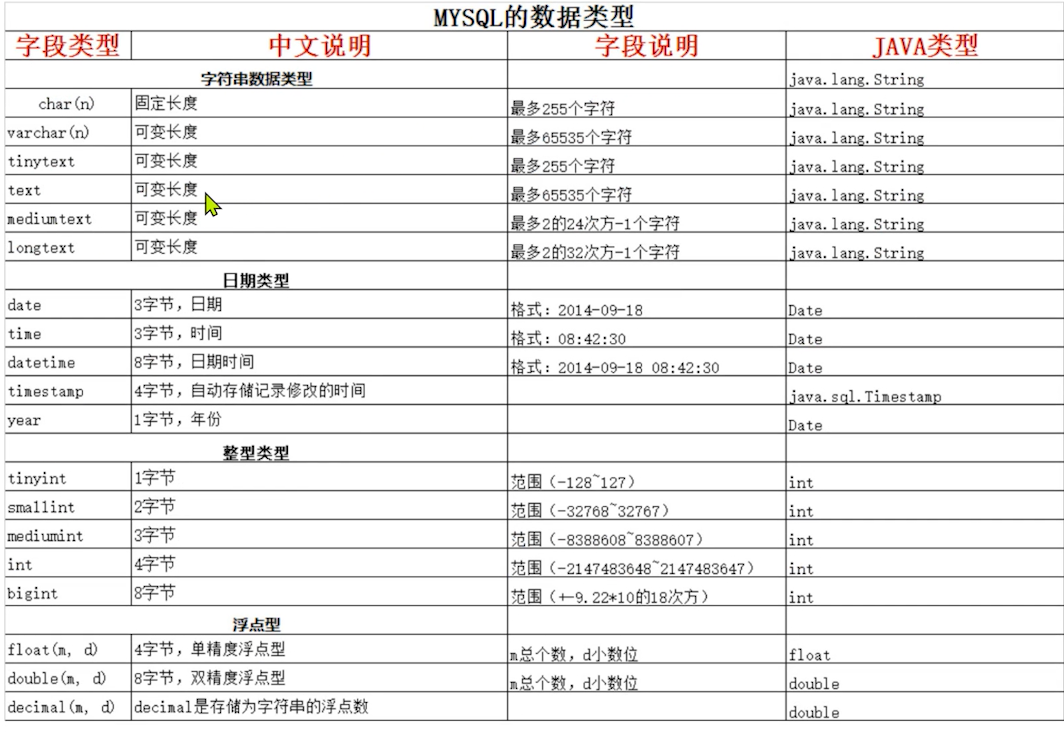 MYSQL的数据类型
字段类型 中文说明 字段说明 JAVA类型
字符串数据类型 java.lang.String
char(n) 固定长度 最多255个字符 java.lang.String
varchar(n) 可变长度 最多65535个字符 java.lang.String
tinytext 可变长度 最多255个字符 java.lang.String
text 可变长度 最多65535个字符 java.lang.String
mediumtext 可变长度 最多2的24次方-1个字符 java.lang.String
longtext 可变长度 最多2的32次方-1个字符 java.lang.String
日期类型
date 3字节，日期 格式：2014-09-18 Date
time 3字节，时间 格式：08:42:30 Date
datetime 8字节，日期时间 格式：2014-09-18 08:42:30 Date
timestamp 4字节，自动存储记录修改的时间 java.sql.Timestamp
year 1字节，年份 Date
整型类型
tinyint 1字节 范围（-128~127） int
smallint 2字节 范围（-32768~32767） int
mediumint 3字节 范围（-8388608~8388607） int
int 4字节 范围（-2147483648~2147483647） int
bigint 8字节 范围（+-9.22*10的18次方） int
浮点型
float(m, d) 4字节，单精度浮点型 m总个数，d小数位 float
double(m, d) 8字节，双精度浮点型 m总个数，d小数位 double
decimal(m, d) decimal是存储为字符串的浮点数 double